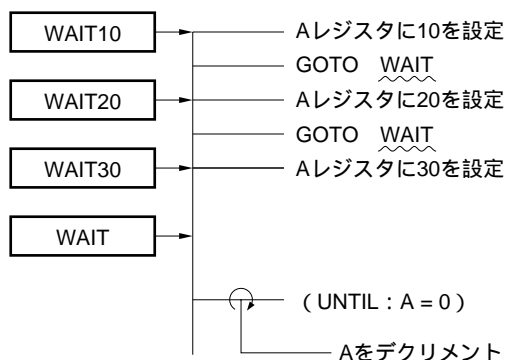 WAIT10 Aレジスタに10を設定
GOTO WAIT
WAIT20 Aレジスタに20を設定
GOTO WAIT
WAIT30 Aレジスタに30を設定
WAIT
(UNTIL:A = 0)
Aをデクリメント